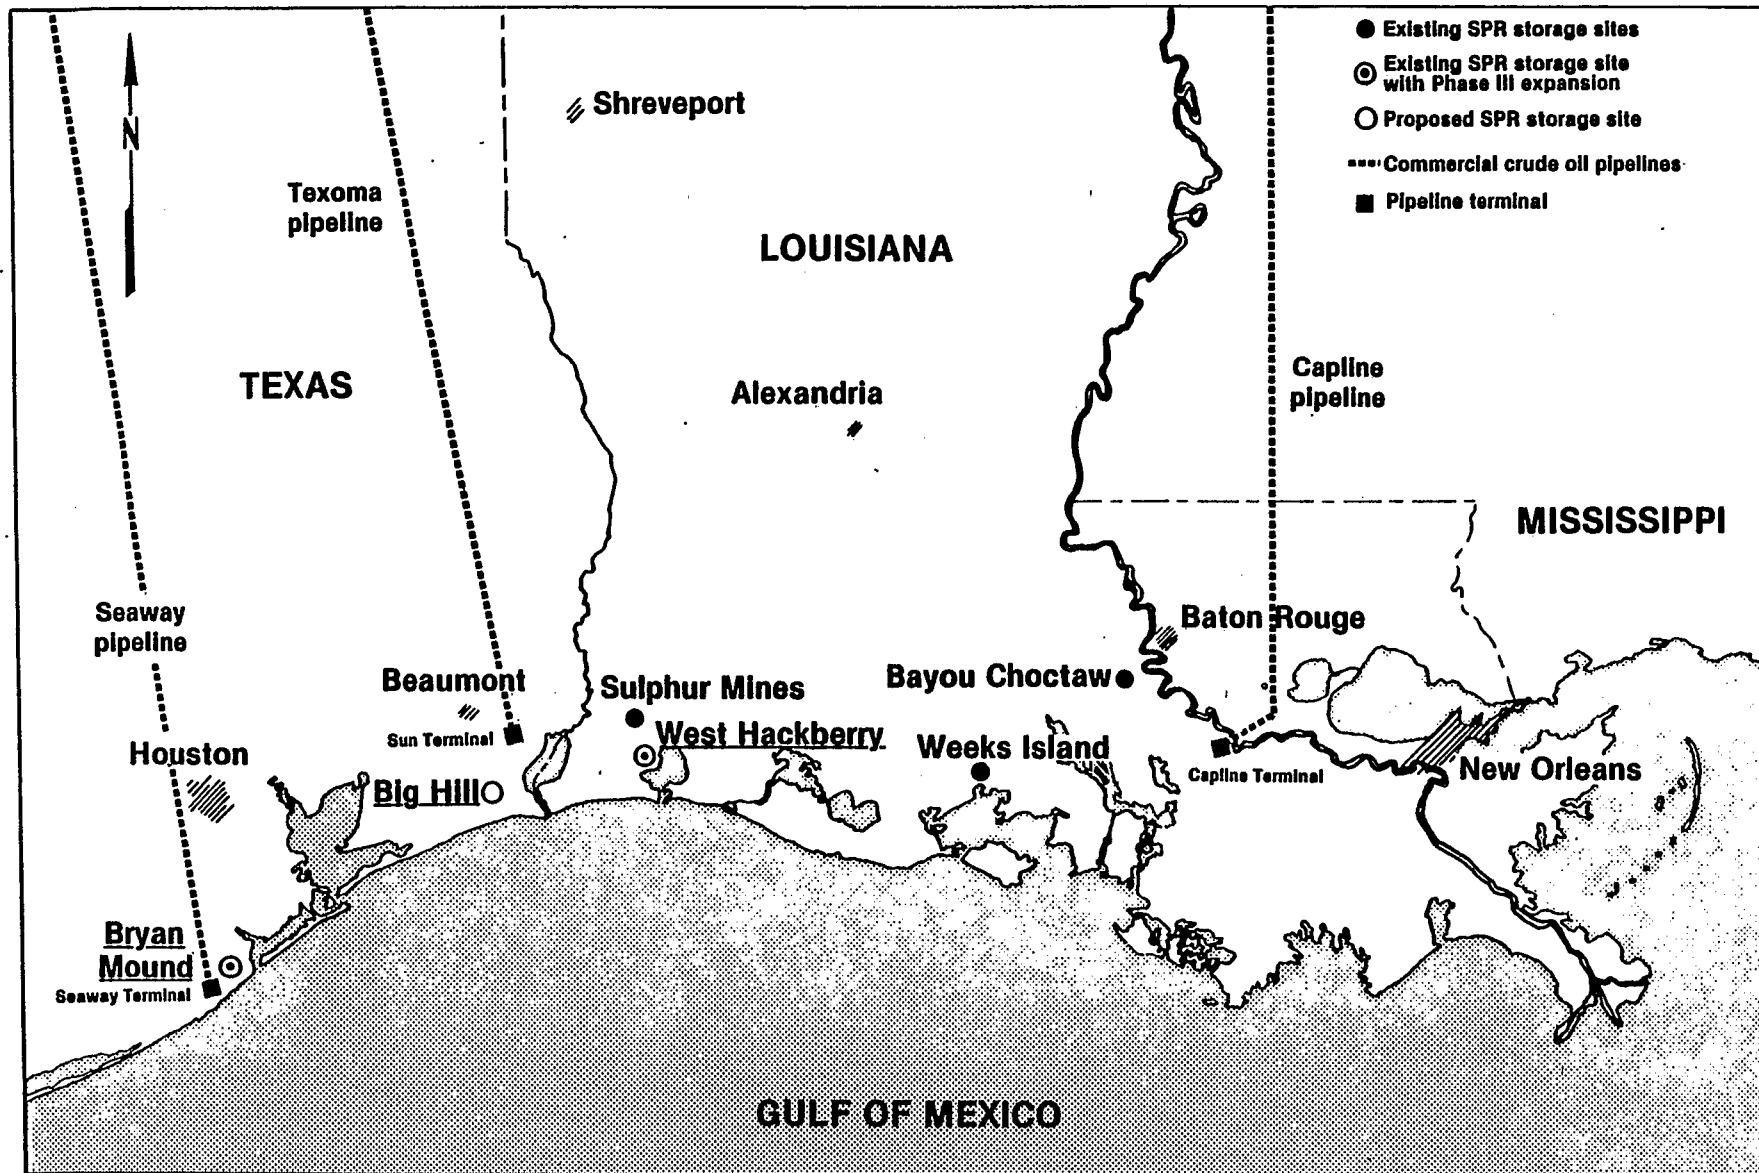 Existing SPR storage sites
Existing SPR storage site
with Phase III expansion
Proposed SPR storage site
Commercial crude oil pipelines
Pipeline terminal
N
Shreveport
Texoma
pipeline
LOUISIANA
TEXAS
Alexandria
Capline
pipeline
MISSISSIPPI
Seaway
pipeline
Baton Rouge
Beaumont
Sulphur Mines
Bayou Choctaw
Sun Terminal
West Hackberry
Houston
Weeks Island
Capline Terminal
New Orleans
Big Hill
Bryan
Mound
Seaway Terminal
GULF OF MEXICO